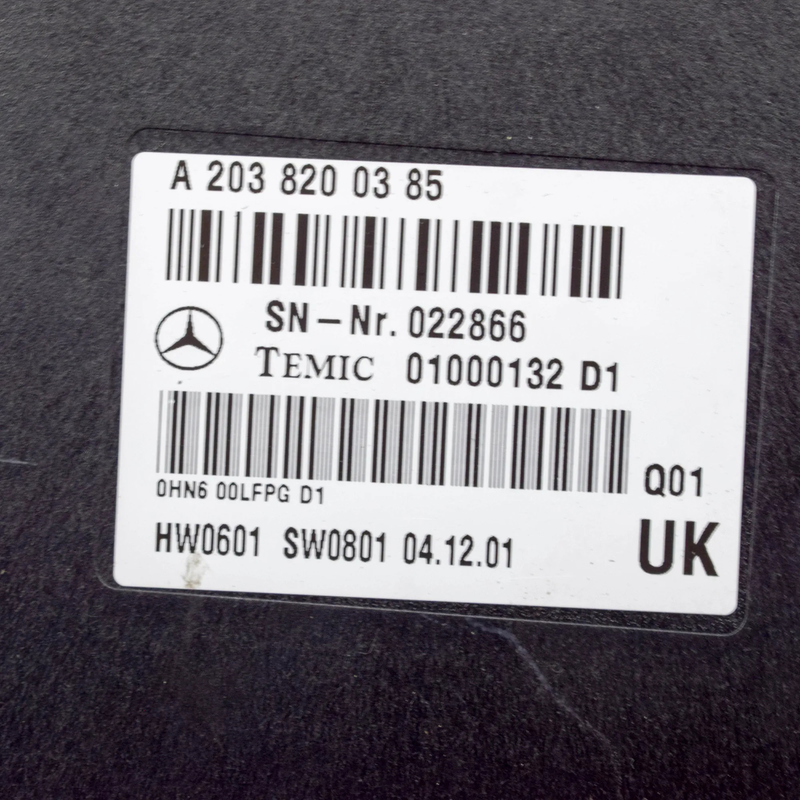 A 203 820 03 85
SN-Nr. 022866
TEMIC 01000132 D1
Q01
0HN6 00LFPG D1
HW0601 SW0801 04.12.01
UK